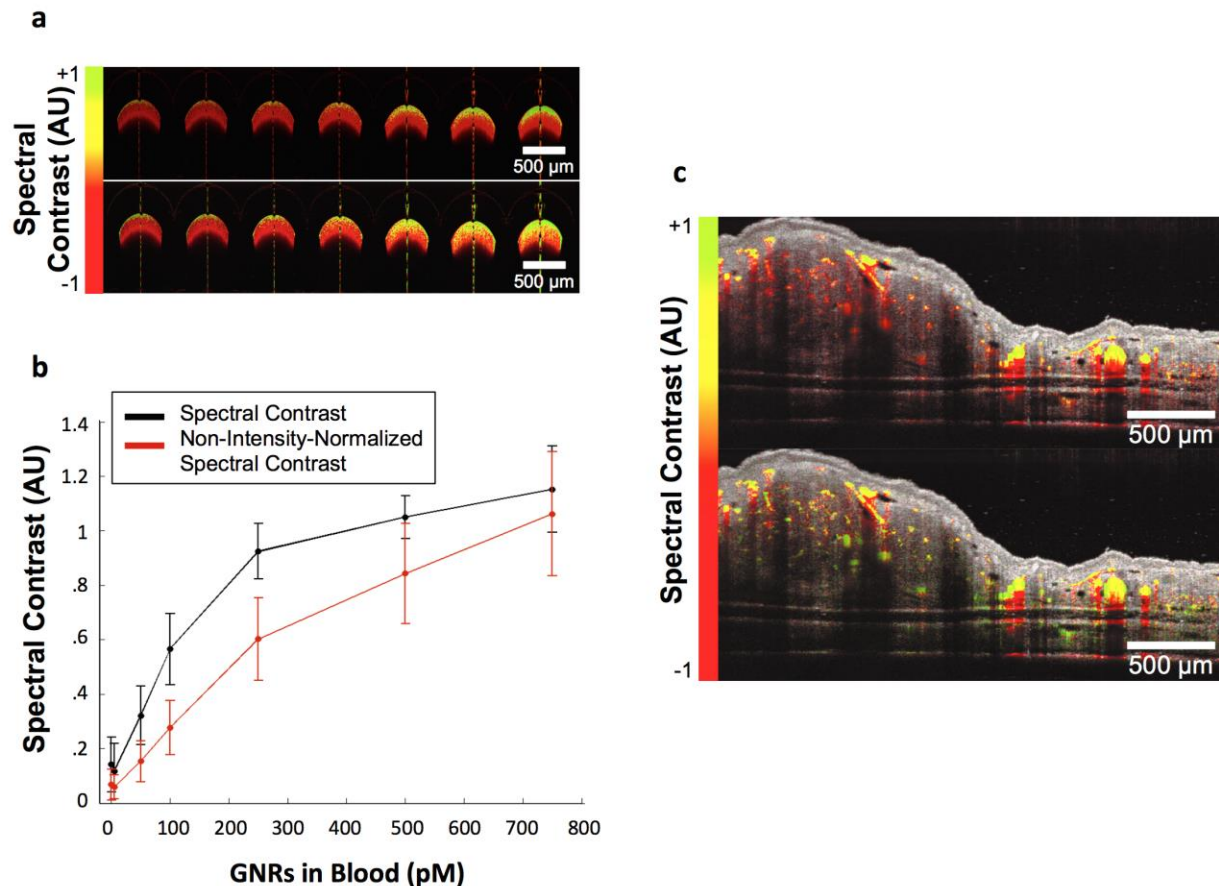 a
Spectral
Contrast (AU)
+1
-1
500 µm
500 µm
b
Spectral Contrast
Non-Intensity-Normalized
Spectral Contrast
Spectral Contrast (AU)
1.4
1.2
1
.8
.6
.4
.2
0
0 100 200 300 400 500 600 700 800
GNRs in Blood (pM)
c
Spectral Contrast (AU)
+1
-1
500 µm
500 µm